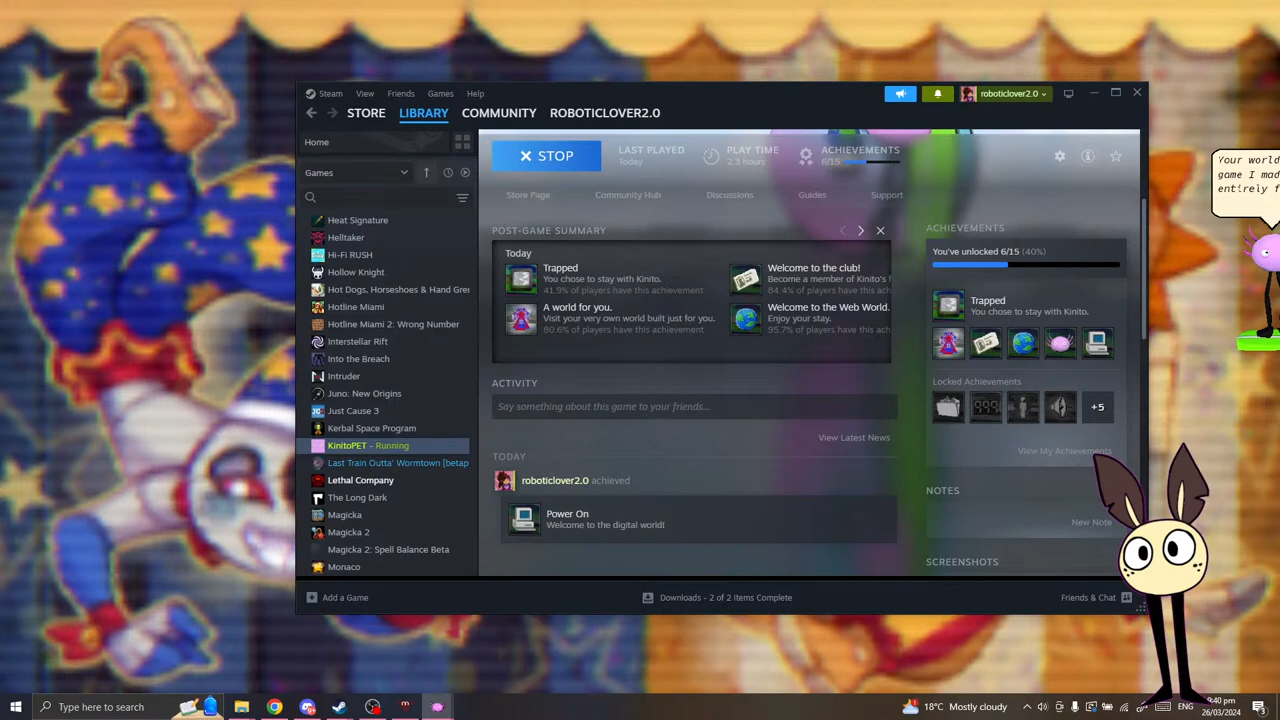 Steam View Friends Games Help
roboticlover2.0
STORE LIBRARY COMMUNITY ROBOTICLOVER2.0
Home
Games
Heat Signature
Helltaker
Hi-Fi RUSH
Hollow Knight
Hot Dogs, Horseshoes & Hand Gren
Hotline Miami
Hotline Miami 2: Wrong Number
Interstellar Rift
Into the Breach
Intruder
Juno: New Origins
Just Cause 3
Kerbal Space Program
KinitoPET - Running
Last Train Outta' Wormtown [betap
Lethal Company
The Long Dark
Magicka
Magicka 2
Magicka 2: Spell Balance Beta
Monaco
STOP
LAST PLAYED
Today
PLAY TIME
2.3 hours
ACHIEVEMENTS
6/15
Store Page Community Hub Discussions Guides Support
POST-GAME SUMMARY
Today
Trapped
You chose to stay with Kinito.
41.9% of players have this achievement
Welcome to the club!
Become a member of Kinito's f
84.4% of players have this ach
A world for you.
Visit your very own world built just for you.
80.6% of players have this achievement
Welcome to the Web World.
Enjoy your stay.
95.7% of players have this ach
ACTIVITY
Say something about this game to your friends...
View Latest News
TODAY
roboticlover2.0 achieved
Power On
Welcome to the digital world!
ACHIEVEMENTS
You've unlocked 6/15 (40%)
Trapped
You chose to stay with Kinito.
Locked Achievements
+5
View My Achievements
NOTES
New Note
SCREENSHOTS
Add a Game
Downloads - 2 of 2 Items Complete
Friends & Chat
Your world
game I mad
entirely f
Type here to search
18°C Mostly cloudy
ENG
9:40 pm
26/03/2024
3